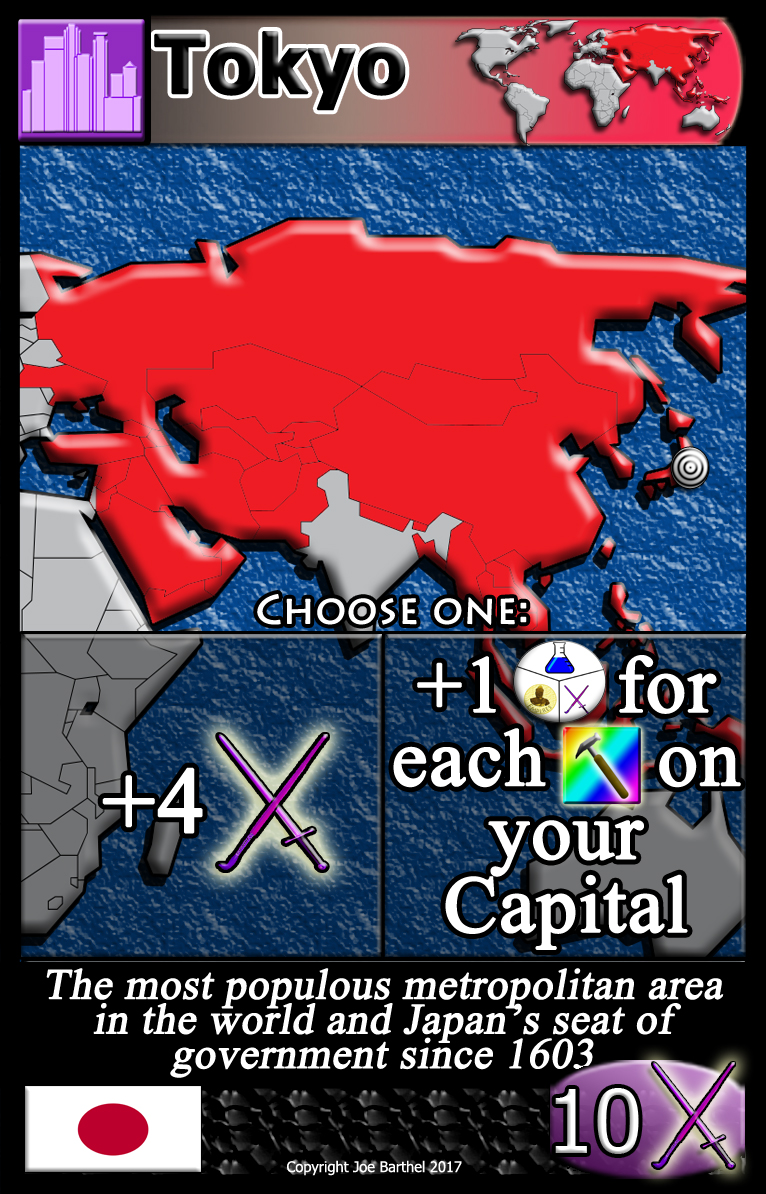 Tokyo
CHOOSE ONE:
+4
+1 for
each on
your
Capital
The most populous metropolitan area
in the world and Japan's seat of
government since 1603
10
Copyright Joe Barthel 2017